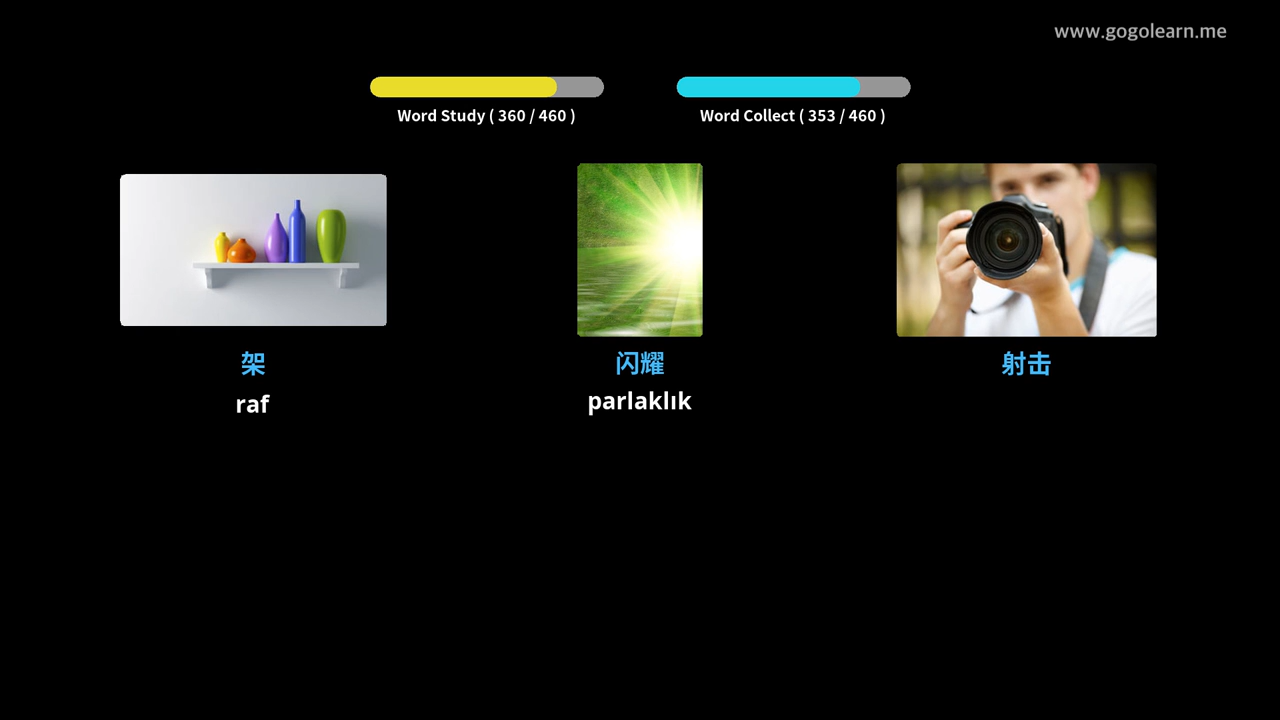 www.gogolearn.me
Word Study ( 360 / 460 )
Word Collect ( 353 / 460 )
架
闪耀
射击
raf
parlaklık